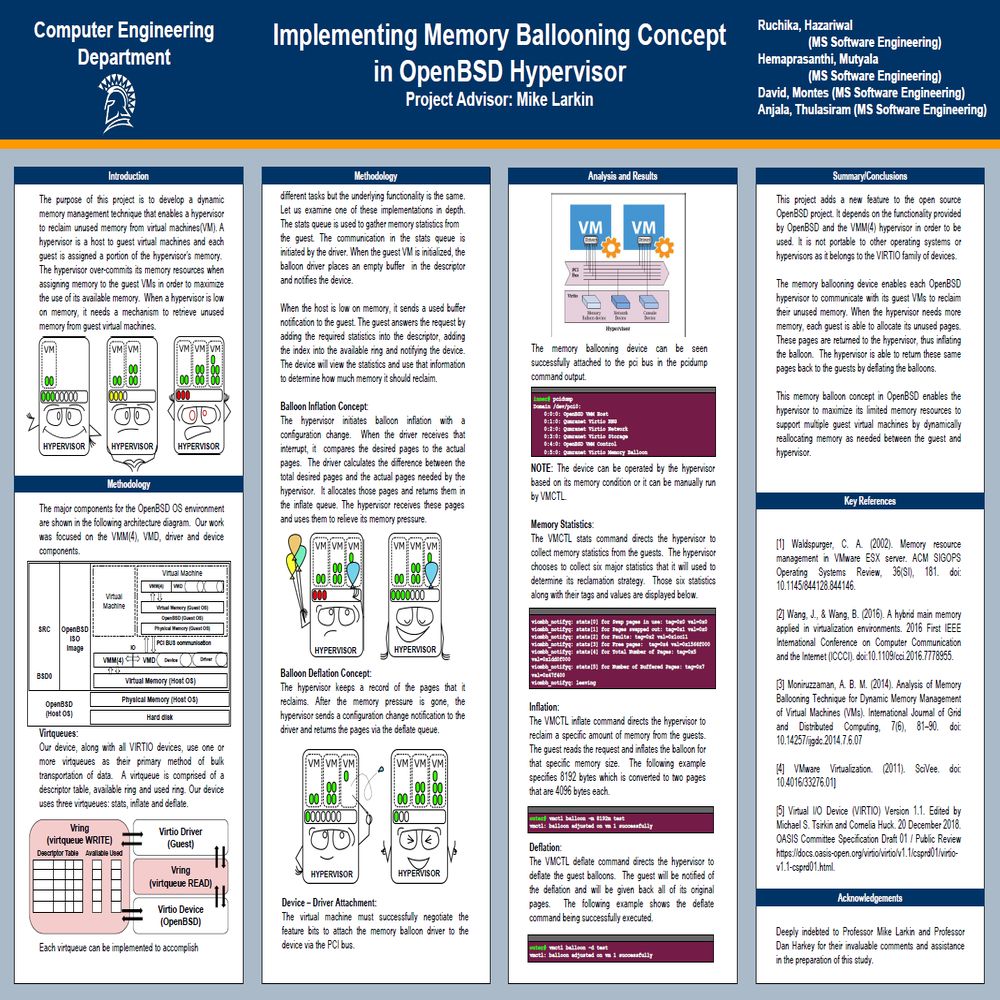 Computer Engineering
Department
Implementing Memory Ballooning Concept
in OpenBSD Hypervisor
Project Advisor: Mike Larkin
Ruchika, Hazariwal
(MS Software Engineering)
Hemaprasanthi, Mutyala
(MS Software Engineering)
David, Montes (MS Software Engineering)
Anjala, Thulasiram (MS Software Engineering)
Introduction
The purpose of this project is to develop a dynamic
memory management technique that enables a hypervisor
to reclaim unused memory from virtual machines(VM). A
hypervisor is a host to guest virtual machines and each
guest is assigned a portion of the hypervisor's memory.
The hypervisor over-commits its memory resources when
assigning memory to the guest VMs in order to maximize
the use of its available memory. When a hypervisor is low
on memory, it needs a mechanism to retrieve unused
memory from guest virtual machines.
VM
VM VM
VM VM VM
HYPERVISOR
HYPERVISOR
HYPERVISOR
Methodology
The major components for the OpenBSD OS environment
are shown in the following architecture diagram. Our work
was focused on the VMM(4), VMD, driver and device
components.
SRC
BSD0
OpenBSD
ISO
Image
Virtual
Machine
Virtual Machine
VMM(4) VMD
Virtual Memory (Guest OS)
OpenBSD (Guest OS)
Physical Memory (Guest OS)
IO
PCI BUS communication
VMM(4) VMD Device Driver
Virtual Memory (Host OS)
OpenBSD
(Host OS)
Physical Memory (Host OS)
Hard disk
Virtqueues:
Our device, along with all VIRTIO devices, use one or
more virtqueues as their primary method of bulk
transportation of data. A virtqueue is comprised of a
descriptor table, available ring and used ring. Our device
uses three virtqueues: stats, inflate and deflate.
Vring
(virtqueue WRITE)
Descriptor Table Available Used
Virtio Driver
(Guest)
Vring
(virtqueue READ)
Virtio Device
(OpenBSD)
Each virtqueue can be implemented to accomplish
Methodology
different tasks but the underlying functionality is the same.
Let us examine one of these implementations in depth.
The stats queue is used to gather memory statistics from
the guest. The communication in the stats queue is
initiated by the driver. When the guest VM is initialized, the
balloon driver places an empty buffer in the descriptor
and notifies the device.
When the host is low on memory, it sends a used buffer
notification to the guest. The guest answers the request by
adding the required statistics into the descriptor, adding
the index into the available ring and notifying the device.
The device will view the statistics and use that information
to determine how much memory it should reclaim.
Balloon Inflation Concept:
The hypervisor initiates balloon inflation with a
configuration change. When the driver receives that
interrupt, it compares the desired pages to the actual
pages. The driver calculates the difference between the
total desired pages and the actual pages needed by the
hypervisor. It allocates those pages and returns them in
the inflate queue. The hypervisor receives these pages
and uses them to relieve its memory pressure.
VM VM VM
VM VM VM
HYPERVISOR
HYPERVISOR
Balloon Deflation Concept:
The hypervisor keeps a record of the pages that it
reclaims. After the memory pressure is gone, the
hypervisor sends a configuration change notification to the
driver and returns the pages via the deflate queue.
VM VM VM
VM VM VM
HYPERVISOR
HYPERVISOR
Device – Driver Attachment:
The virtual machine must successfully negotiate the
feature bits to attach the memory balloon driver to the
device via the PCI bus.
Analysis and Results
VM VM
Drivers
Drivers
PCI
Bus
Virtio
Memory
Balloon device
Network
Device
Console
Device
Hypervisor
The memory ballooning device can be seen
successfully attached to the pci bus in the pcidump
command output.
inner# pcidump
Domain /dev/pci0:
0:0:0: OpenBSD VMM Host
0:1:0: Qumranet Virtio RNG
0:2:0: Qumranet Virtio Network
0:3:0: Qumranet Virtio Storage
0:4:0: OpenBSD VMM Control
0:5:0: Qumranet Virtio Memory Balloon
NOTE: The device can be operated by the hypervisor
based on its memory condition or it can be manually run
by VMCTL.
Memory Statistics:
The VMCTL stats command directs the hypervisor to
collect memory statistics from the guests. The hypervisor
chooses to collect six major statistics that it will used to
determine its reclamation strategy. Those six statistics
along with their tags and values are displayed below.
viombh_notifyq: stats[0] for Swap pages in use: tag=0x0 val=0x0
viombh_notifyq: stats[1] for Pages swapped out: tag=0x1 val=0x0
viombh_notifyq: stats[2] for Faults: tag=0x2
viombh_notifyq: stats[3] for Free pages: tag=0x4
viombh_notifyq: stats[4] for Total Number of Pages: tag=0x5
viombh_notifyq: stats[5] for Number of Buffered Pages: tag=0x7
val=0x47f400
viombh_notifyq: leaving
Inflation:
The VMCTL inflate command directs the hypervisor to
reclaim a specific amount of memory from the guests.
The guest reads the request and inflates the balloon for
that specific memory size. The following example
specifies 8192 bytes which is converted to two pages
that are 4096 bytes each.
outer# vmctl balloon -m 8192m test
vmctl: balloon adjusted on vm 1 successfully
Deflation:
The VMCTL deflate command directs the hypervisor to
deflate the guest balloons. The guest will be notified of
the deflation and will be given back all of its original
pages. The following example shows the deflate
command being successfully executed.
outer# vmctl balloon -d test
vmctl: balloon adjusted on vm 1 successfully
Summary/Conclusions
This project adds a new feature to the open source
OpenBSD project. It depends on the functionality provided
by OpenBSD and the VMM(4) hypervisor in order to be
used. It is not portable to other operating systems or
hypervisors as it belongs to the VIRTIO family of devices.
The memory ballooning device enables each OpenBSD
hypervisor to communicate with its guest VMs to reclaim
their unused memory. When the hypervisor needs more
memory, each guest is able to allocate its unused pages.
These pages are returned to the hypervisor, thus inflating
the balloon. The hypervisor is able to return these same
pages back to the guests by deflating the balloons.
This memory balloon concept in OpenBSD enables the
hypervisor to maximize its limited memory resources to
support multiple guest virtual machines by dynamically
reallocating memory as needed between the guest and
hypervisor.
Key References
[1] Waldspurger, C. A. (2002). Memory resource
management in VMware ESX server. ACM SIGOPS
Operating Systems Review, 36(SI), 181. doi:
10.1145/844128.844146.
[2] Wang, J., & Wang, B. (2016). A hybrid main memory
applied in virtualization environments. 2016 First IEEE
International Conference on Computer Communication
and the Internet (ICCCI). doi:10.1109/cci.2016.7778955.
[3] Moniruzzaman, A. B. M. (2014). Analysis of Memory
Ballooning Technique for Dynamic Memory Management
of Virtual Machines (VMs). International Journal of Grid
and Distributed Computing, 7(6), 81–90. doi:
10.14257/ijgdc.2014.7.6.07
[4] VMware Virtualization. (2011). SciVee. doi:
10.4016/33276.01]
[5] Virtual I/O Device (VIRTIO) Version 1.1. Edited by
Michael S. Tsirkin and Cornelia Huck. 20 December 2018.
OASIS Committee Specification Draft 01 / Public Review
https://docs.oasis-open.org/virtio/virtio/v1.1/csprd01/virtio-
v1.1-csprd01.html.
Acknowledgements
Deeply indebted to Professor Mike Larkin and Professor
Dan Harkey for their invaluable comments and assistance
in the preparation of this study.